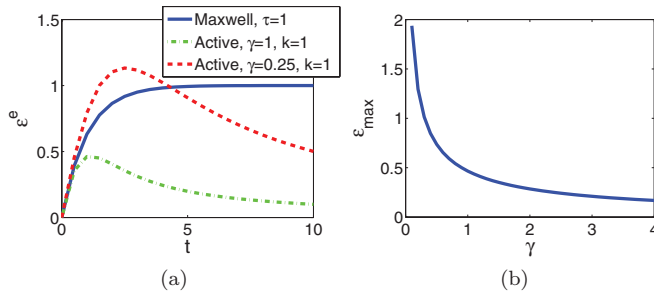 1.5
1
0.5
0
0
5
10
ε^e
t
Maxwell, τ=1
Active, γ=1, k=1
Active, γ=0.25, k=1
(a)
2
1.5
1
0.5
0
0
1
2
3
4
ε_max
γ
(b)